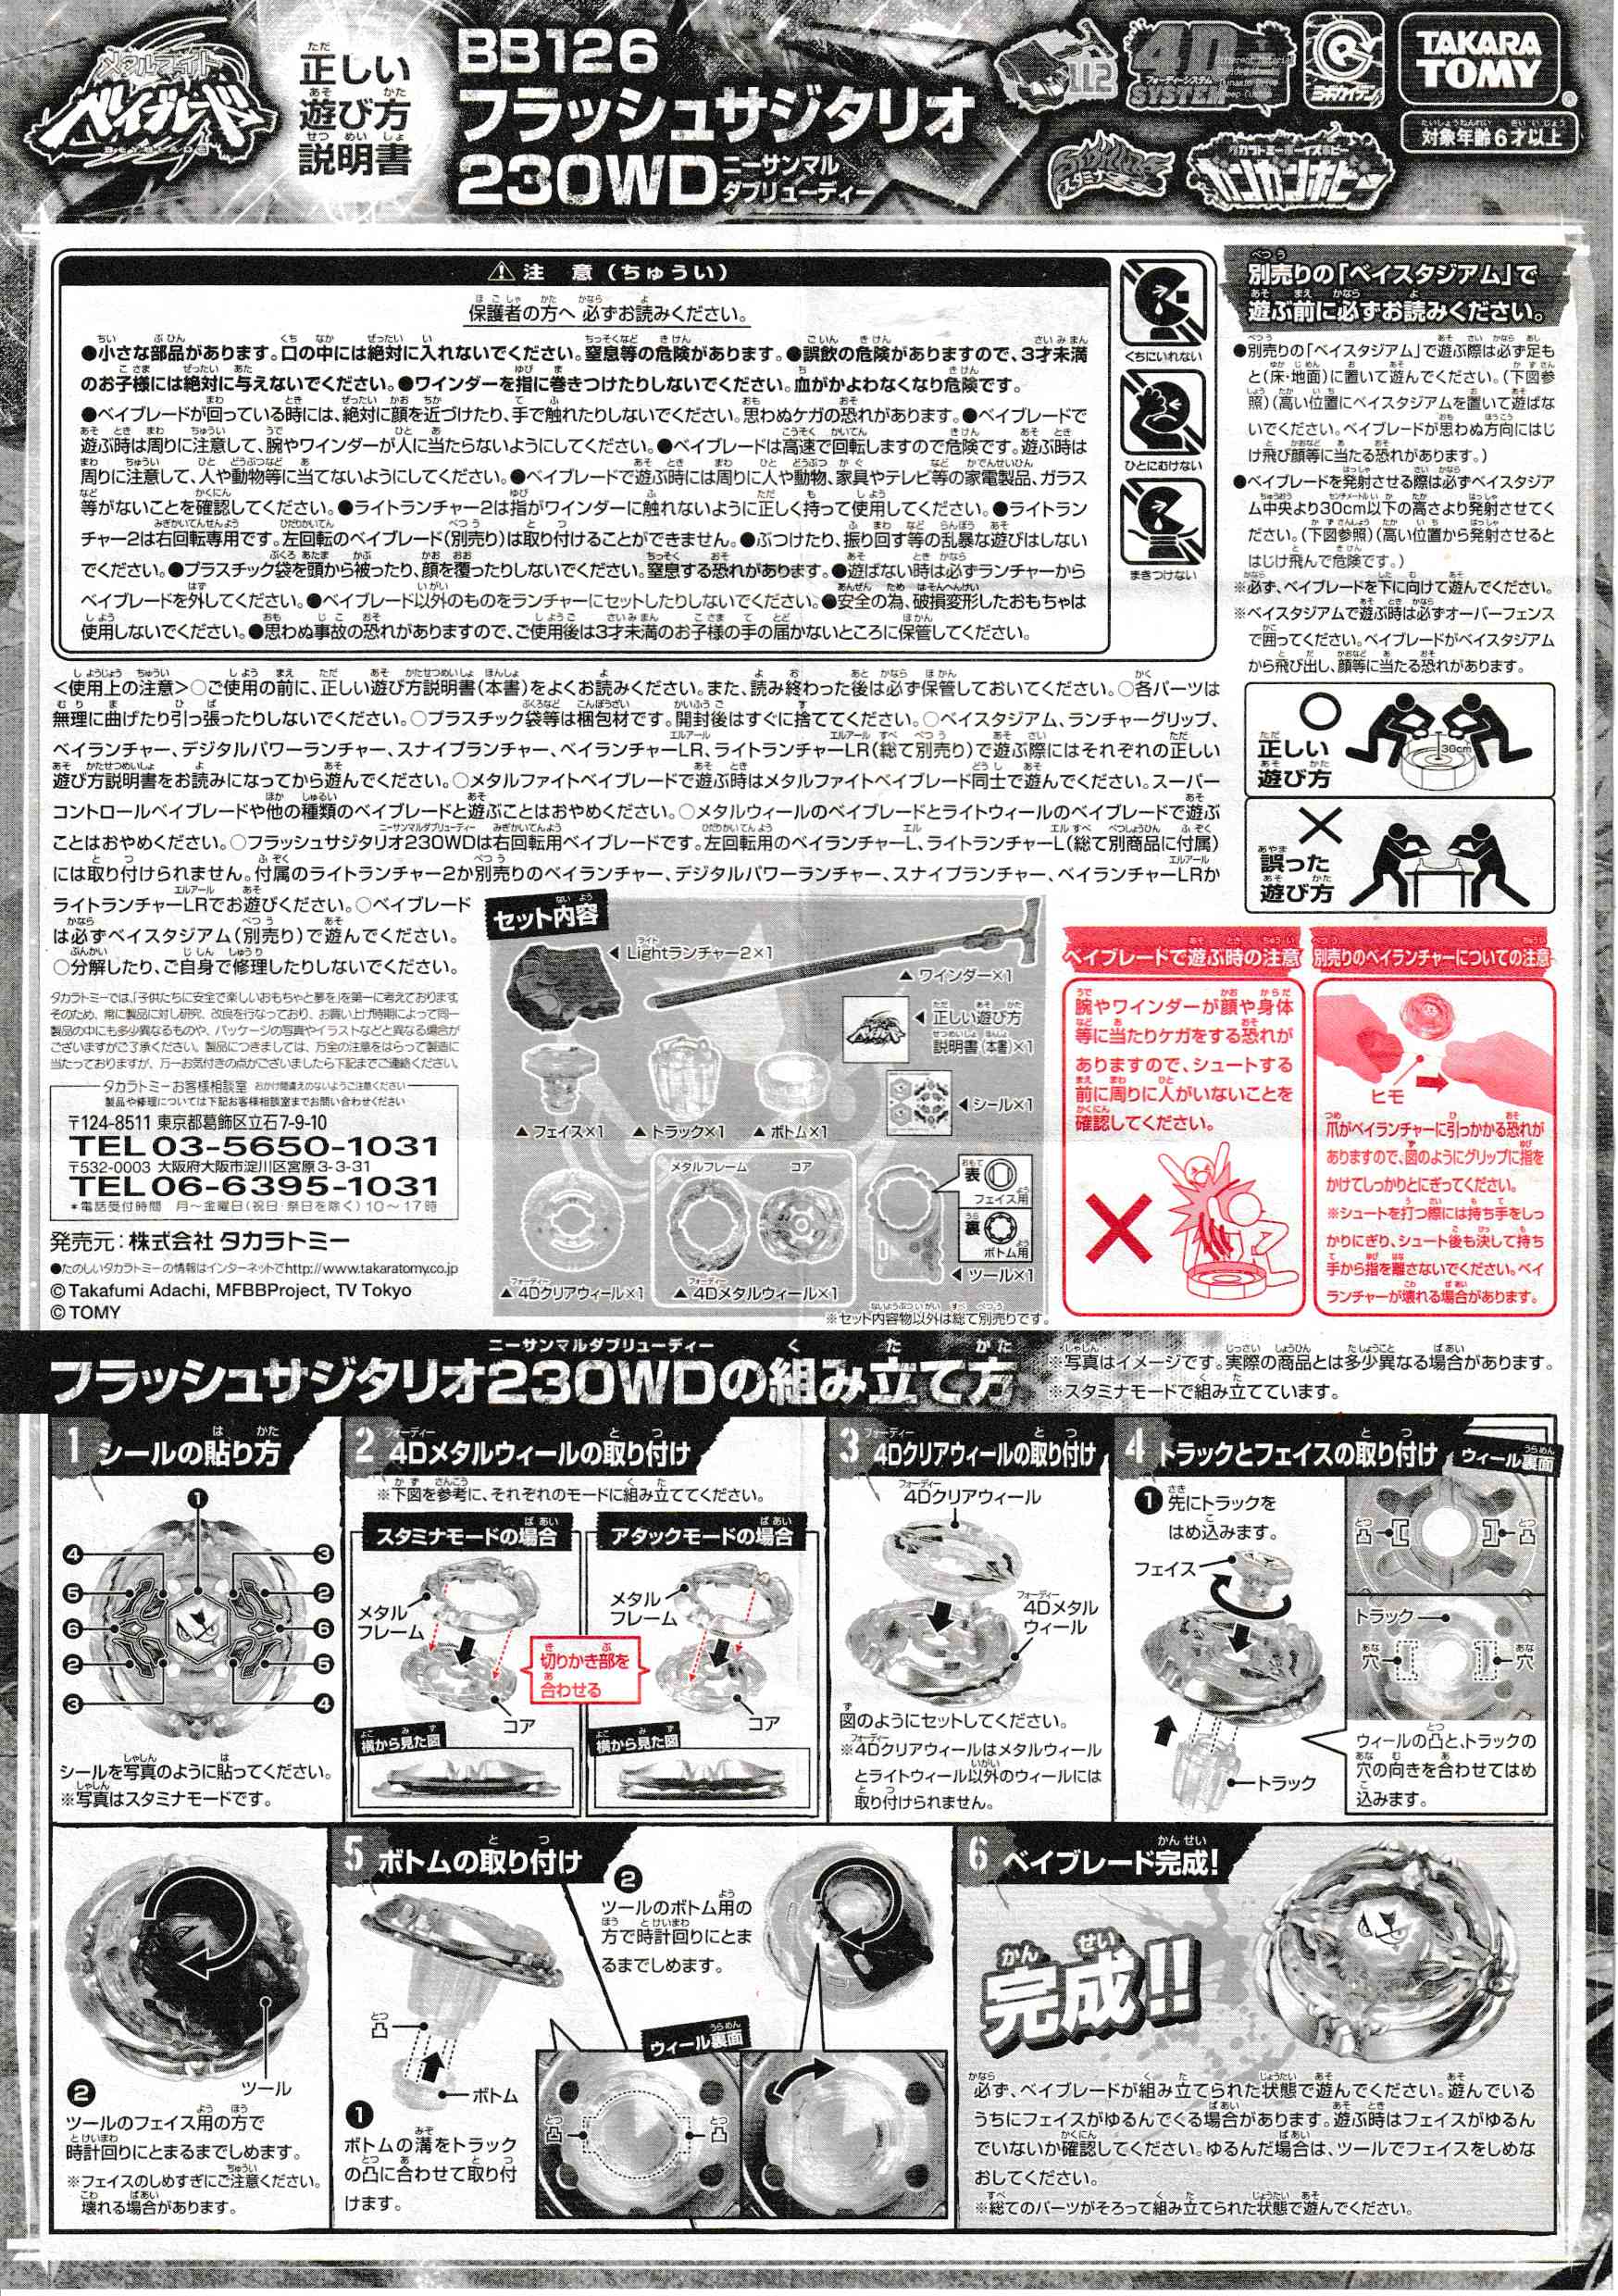 メタルファイト
ベイブレード
BEYBLADE
正しい
遊び方
説明書
BB126
フラッシュサジタリオ
230WD ニーサンマル
ダブリューディー
LL2
4D
フォーディーシステム
SYSTEM
ミギカイテン
TAKARA
TOMY
対象年齢6才以上
スタミナ
タカラトミーボーイズホビー
ガンガンホビー
⚠注 意(ちゅうい)
保護者の方へ 必ずお読みください。
●小さな部品があります。口の中には絶対に入れないでください。窒息等の危険があります。●誤飲の危険がありますので、3才未満
のお子様には絶対に与えないでください。●ワインダーを指に巻きつけたりしないでください。血がかよわなくなり危険です。
●ベイブレードが回っている時には、絶対に顔を近づけたり、手で触れたりしないでください。思わぬケガの恐れがあります。●ベイブレードで
遊ぶ時は周りに注意して、腕やワインダーが人に当たらないようにしてください。●ベイブレードは高速で回転しますので危険です。遊ぶ時は
周りに注意して、人や動物等に当てないようにしてください。●ベイブレードで遊ぶ時には周りに人や動物、家具やテレビ等の家電製品、ガラス
等がないことを確認してください。●ライトランチャー2は指がワインダーに触れないように正しく持って使用してください。●ライトラン
チャー2は右回転専用です。左回転のベイブレード(別売り)は取り付けることができません。●ぶつけたり、振り回す等の乱暴な遊びはしない
でください。●プラスチック袋を頭から被ったり、顔を覆ったりしないでください。窒息する恐れがあります。●遊ばない時は必ずランチャーから
ベイブレードを外してください。●ベイブレード以外のものをランチャーにセットしたりしないでください。●安全の為、破損変形したおもちゃは
使用しないでください。●思わぬ事故の恐れがありますので、ご使用後は3才未満のお子様の手の届かないところに保管してください。
くちにいれない
ひとにむけない
まきつけない
別売りの「ベイスタジアム」で
遊ぶ前に必ずお読みください。
●別売りの「ベイスタジアム」で遊ぶ際は必ず足も
と(床・地面)に置いて遊んでください。(下図参
照)(高い位置にベイスタジアムを置いて遊ばな
いでください。ベイブレードが思わぬ方向にはじ
け飛び顔等に当たる恐れがあります。)
●ベイブレードを発射させる際は必ずベイスタジア
ム中央より30cm以下の高さより発射させてく
ださい。(下図参照)(高い位置から発射させると
はじけ飛んで危険です。)
※必ず、ベイブレードを下に向けて遊んでください。
※ベイスタジアムで遊ぶ時は必ずオーバーフェンス
で囲ってください。ベイブレードがベイスタジアム
から飛び出し、顔等に当たる恐れがあります。
正しい
遊び方
30cm
誤った
遊び方
<使用上の注意>○ご使用の前に、正しい遊び方説明書(本書)をよくお読みください。また、読み終わった後は必ず保管しておいてください。○各パーツは
無理に曲げたり引っ張ったりしないでください。○プラスチック袋等は梱包材です。開封後はすぐに捨ててください。○ベイスタジアム、ランチャーグリップ、
ベイランチャー、デジタルパワーランチャー、スナイプランチャー、ベイランチャーLR、ライトランチャーLR(総て別売り)で遊ぶ際にはそれぞれの正しい
遊び方説明書をお読みになってから遊んでください。○メタルファイトベイブレードで遊ぶ時はメタルファイトベイブレード同士で遊んでください。スーパー
コントロールベイブレードや他の種類のベイブレードと遊ぶことはおやめください。○メタルウィールのベイブレードとライトウィールのベイブレードで遊ぶ
ことはおやめください。○フラッシュサジタリオ230WDは右回転用ベイブレードです。左回転用のベイランチャーL、ライトランチャーL(総て別商品に付属)
には取り付けられません。付属のライトランチャー2か別売りのベイランチャー、デジタルパワーランチャー、スナイプランチャー、ベイランチャーLRか
ライトランチャーLRでお遊びください。○ベイブレード
は必ずベイスタジアム(別売り)で遊んでください。
○分解したり、ご自身で修理したりしないでください。
タカラトミーでは、「子供たちに安全で楽しいおもちゃと夢を」を第一に考えております。
そのため、常に製品に対し研究、改良を行なっており、お買い上げ時期によって同一
製品の中にも多少異なるものや、パッケージの写真やイラストなどと異なる場合が
ございますがご了承ください。製品につきましては、万全の注意をはらって製造に
当たっておりますが、万一お気付きの点がございましたら下記までご連絡ください。
タカラトミーお客様相談室 おかけ間違えのないようご注意ください
製品や修理については下記お客様相談室までお問い合わせください
〒124-8511 東京都葛飾区立石7-9-10
TEL03-5650-1031
〒532-0003 大阪府大阪市淀川区宮原3-3-31
TEL06-6395-1031
*電話受付時間 月〜金曜日(祝日・祭日を除く)10〜17時
発売元:株式会社 タカラトミー
●たのしいタカラトミーの情報はインターネットでhttp://www.takaratomy.co.jp
©Takafumi Adachi, MFBBProject, TV Tokyo
©TOMY
セット内容
◀Lightランチャー2×1
▲ワインダー×1
◀正しい遊び方
説明書(本書)×1
▲フェイス×1
▲トラック×1
▲ボトム×1
◀シール×1
メタルフレーム
コア
表
フェイス用
裏
ボトム用
◀ツール×1
▲4Dクリアウィール×1
▲4Dメタルウィール×1
※セット内容物以外は総て別売りです。
ベイブレードで遊ぶ時の注意
腕やワインダーが顔や身体
等に当たりケガをする恐れが
ありますので、シュートする
前に周りに人がいないことを
確認してください。
別売りのベイランチャーについての注意
ヒモ
爪がベイランチャーに引っかかる恐れが
ありますので、図のようにグリップに指を
かけてしっかりとにぎってください。
※シュートを打つ際には持ち手をしっ
かりにぎり、シュート後も決して持ち
手から指を離さないでください。ベイ
ランチャーが壊れる場合があります。
フラッシュサジタリオ230WDの組み立て方
※写真はイメージです。実際の商品とは多少異なる場合があります。
※スタミナモードで組み立てています。
1 シールの貼り方
❶
❹
❸
❺
❷
❻
❻
❷
❺
❸
❹
シールを写真のように貼ってください。
※写真はスタミナモードです。
2 4Dメタルウィールの取り付け
※下図を参考に、それぞれのモードに組み立ててください。
スタミナモードの場合
メタル
フレーム
コア
横から見た図
切りかき部を
合わせる
アタックモードの場合
メタル
フレーム
コア
横から見た図
3 4Dクリアウィールの取り付け
4Dクリアウィール
4Dメタル
ウィール
図のようにセットしてください。
※4Dクリアウィールはメタルウィール
とライトウィール以外のウィールには
取り付けられません。
4 トラックとフェイスの取り付け
ウィール裏面
❶先にトラックを
はめ込みます。
フェイス
トラック
凸
凸
トラック
穴
穴
ウィールの凸と、トラックの
穴の向きを合わせてはめ
込みます。
ツール
❷
ツールのフェイス用の方で
時計回りにとまるまでしめます。
※フェイスのしめすぎにご注意ください。
壊れる場合があります。
5 ボトムの取り付け
凸
ボトム
❶
ボトムの溝をトラック
の凸に合わせて取り付
けます。
❷
ツールのボトム用の
方で時計回りにとま
るまでしめます。
ウィール裏面
凸
凸
6 ベイブレード完成!
完成!!
必ず、ベイブレードが組み立てられた状態で遊んでください。遊んでいる
うちにフェイスがゆるんでくる場合があります。遊ぶ時はフェイスがゆるん
でいないか確認してください。ゆるんだ場合は、ツールでフェイスをしめな
おしてください。
※総てのパーツがそろって組み立てられた状態で遊んでください。